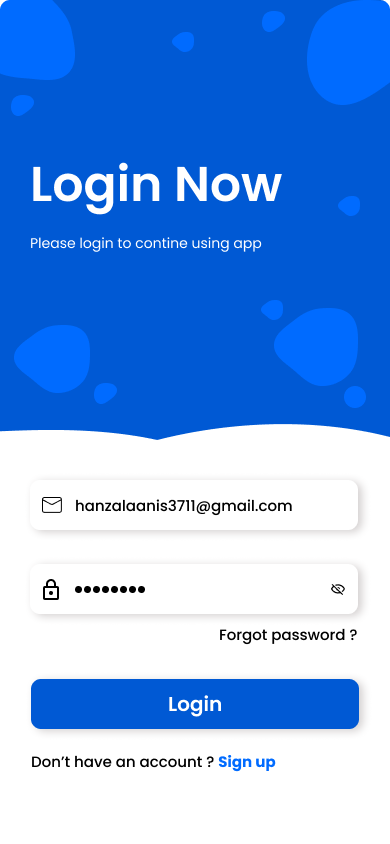 Login Now
Please login to contine using app
hanzalaanis3711@gmail.com
••••••••
Forgot password ?
Login
Don’t have an account ? Sign up